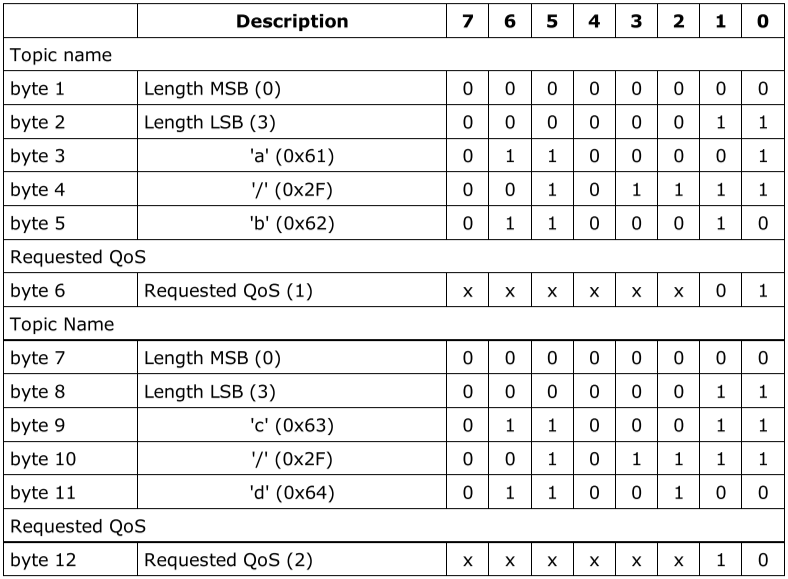 Description 7 6 5 4 3 2 1 0
Topic name
byte 1 Length MSB (0) 0 0 0 0 0 0 0 0
byte 2 Length LSB (3) 0 0 0 0 0 0 1 1
byte 3 'a' (0x61) 0 1 1 0 0 0 0 1
byte 4 '/' (0x2F) 0 0 1 0 1 1 1 1
byte 5 'b' (0x62) 0 1 1 0 0 0 1 0
Requested QoS
byte 6 Requested QoS (1) x x x x x x 0 1
Topic Name
byte 7 Length MSB (0) 0 0 0 0 0 0 0 0
byte 8 Length LSB (3) 0 0 0 0 0 0 1 1
byte 9 'c' (0x63) 0 1 1 0 0 0 1 1
byte 10 '/' (0x2F) 0 0 1 0 1 1 1 1
byte 11 'd' (0x64) 0 1 1 0 0 1 0 0
Requested QoS
byte 12 Requested QoS (2) x x x x x x 1 0